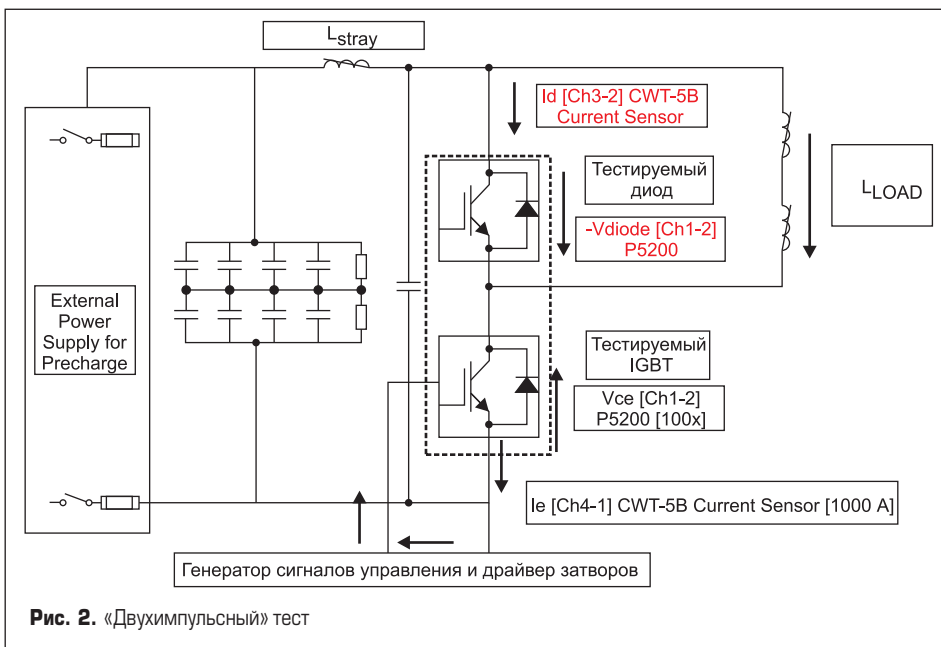 L stray
Id [Ch3-2] CWT-5B
Current Sensor
Тестируемый
диод
-Vdiode [Ch1-2]
P5200
L LOAD
External
Power
Supply for
Precharge
Тестируемый
IGBT
Vce [Ch1-2]
P5200 [100x]
Ie [Ch4-1] CWT-5B Current Sensor [1000 A]
Генератор сигналов управления и драйвер затворов
Рис. 2. «Двухимпульсный» тест